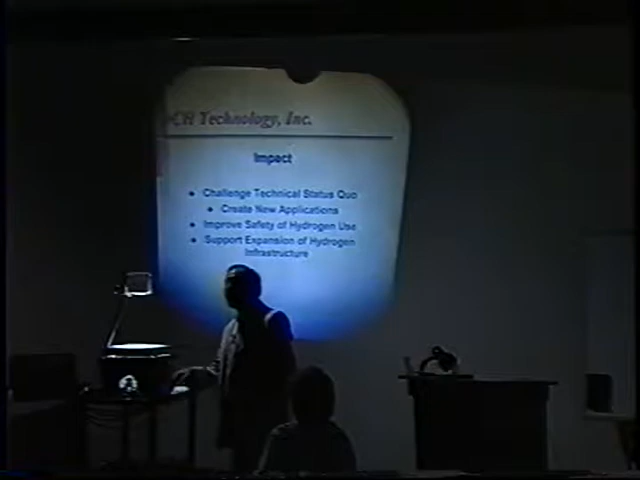 Technology, Inc.
Impact
Challenge Technical Status Quo
Create New Applications
Improve Safety of Hydrogen Use
Support Expansion of Hydrogen
Infrastructure